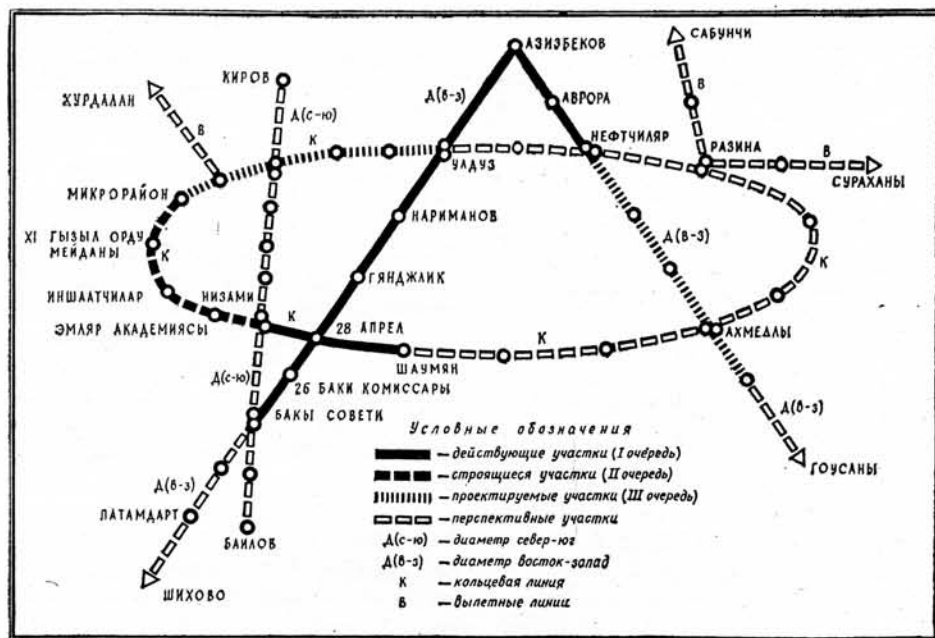 САБУНЧИ
АЗИЗБЕКОВ
КИРОВ
ХУРДАЛАН
Д(с-ю)
Д(в-з)
АВРОРА
В
В
К
НЕФТЧИЛЯР
РАЗИНА
В
УЛДУЗ
СУРАХАНЫ
МИКРОРАЙОН
НАРИМАНОВ
XI ГЫЗЫЛ ОРДУ
МЕЙДАНЫ
К
Д(в-з)
К
ГЯНДЖЛИК
ИНШААТЧИЛАР
НИЗАМИ
К
ЭМЛЯР АКАДЕМИЯСЫ
28 АПРЕЛ
АХМЕДЛЫ
ШАУМЯН
К
Д(с-ю)
26 БАКИ КОМИССАРЫ
Д(в-з)
БАКЫ СОВЕТИ
Условные обозначения
— действующие участки (I очередь)
ГОУСАНЫ
— строящиеся участки (II очередь)
Д(в-з)
— проектируемые участки (III очередь)
ЛАТАМДАРТ
— перспективные участки
БАИЛОВ
Д(с-ю) — диаметр север-юг
Д(в-з) — диаметр восток-запад
ШИХОВО
К — кольцевая линия
В — вылетные линии